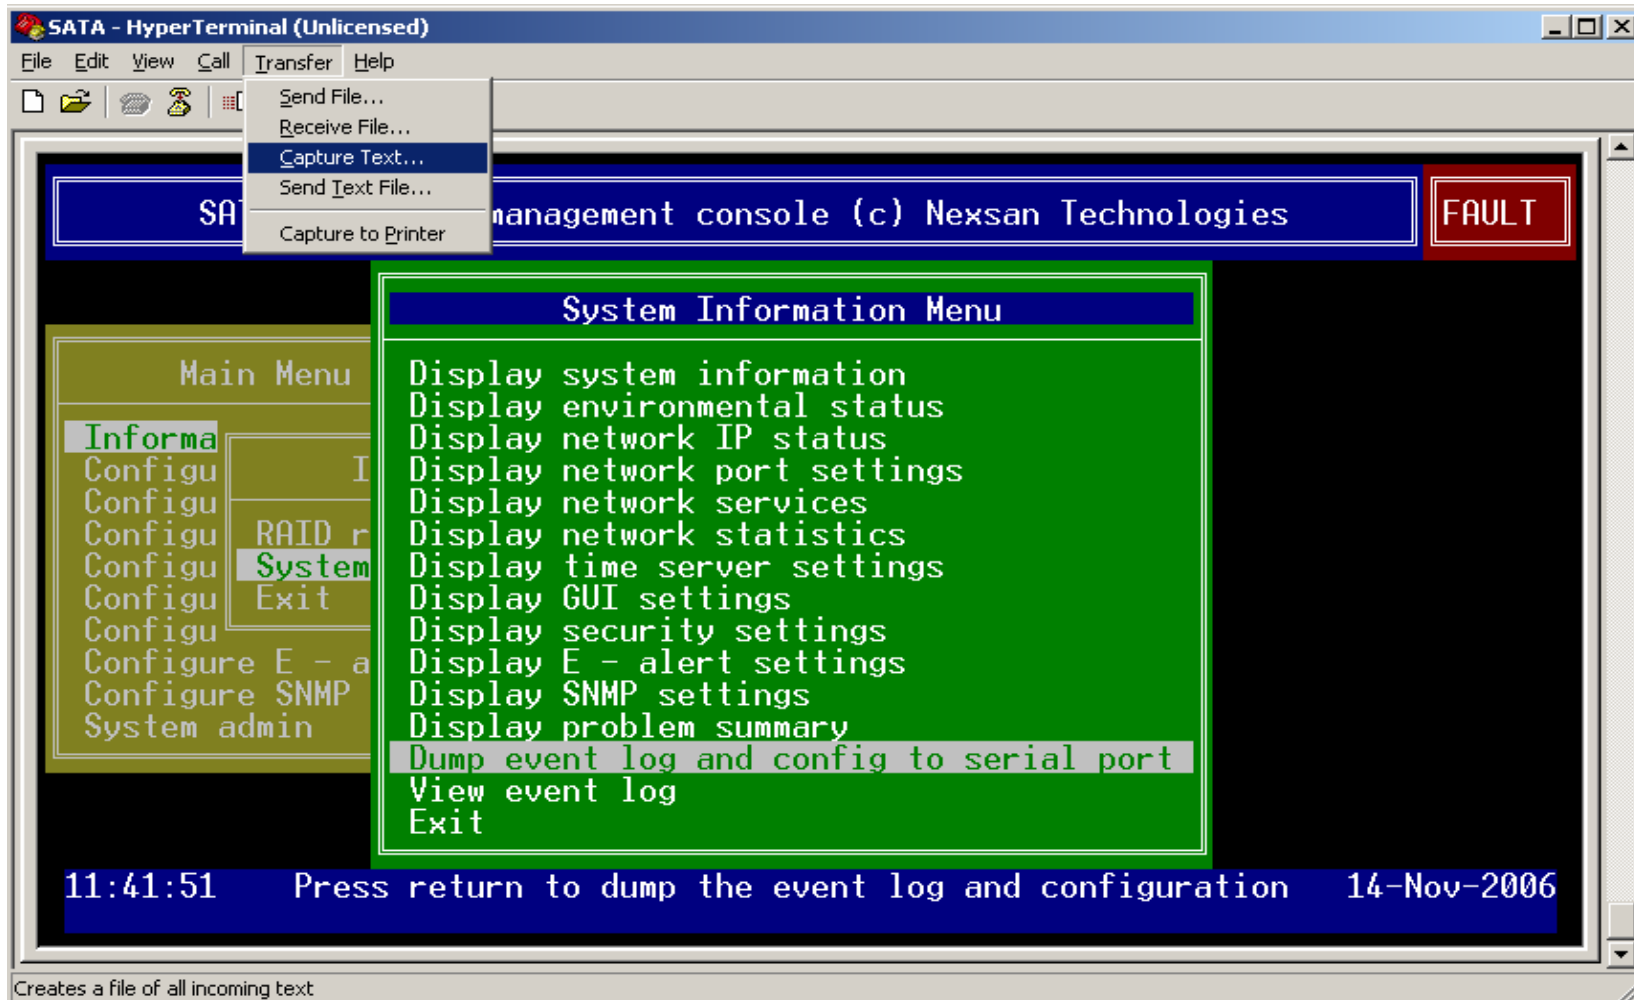 SATA - HyperTerminal (Unlicensed)
File Edit View Call Transfer Help
Send File...
Receive File...
Capture Text...
Send Text File...
Capture to Printer
SA management console (c) Nexsan Technologies
FAULT
System Information Menu
Display system information
Display environmental status
Display network IP status
Display network port settings
Display network services
Display network statistics
Display time server settings
Display GUI settings
Display security settings
Display E - alert settings
Display SNMP settings
Display problem summary
Dump event log and config to serial port
View event log
Exit
Main Menu
Informa
Configu
Configu
Configu
Configu
Configu
Configu
Configure E - a
Configure SNMP
System admin
I
RAID r
System
Exit
11:41:51 Press return to dump the event log and configuration 14-Nov-2006
Creates a file of all incoming text